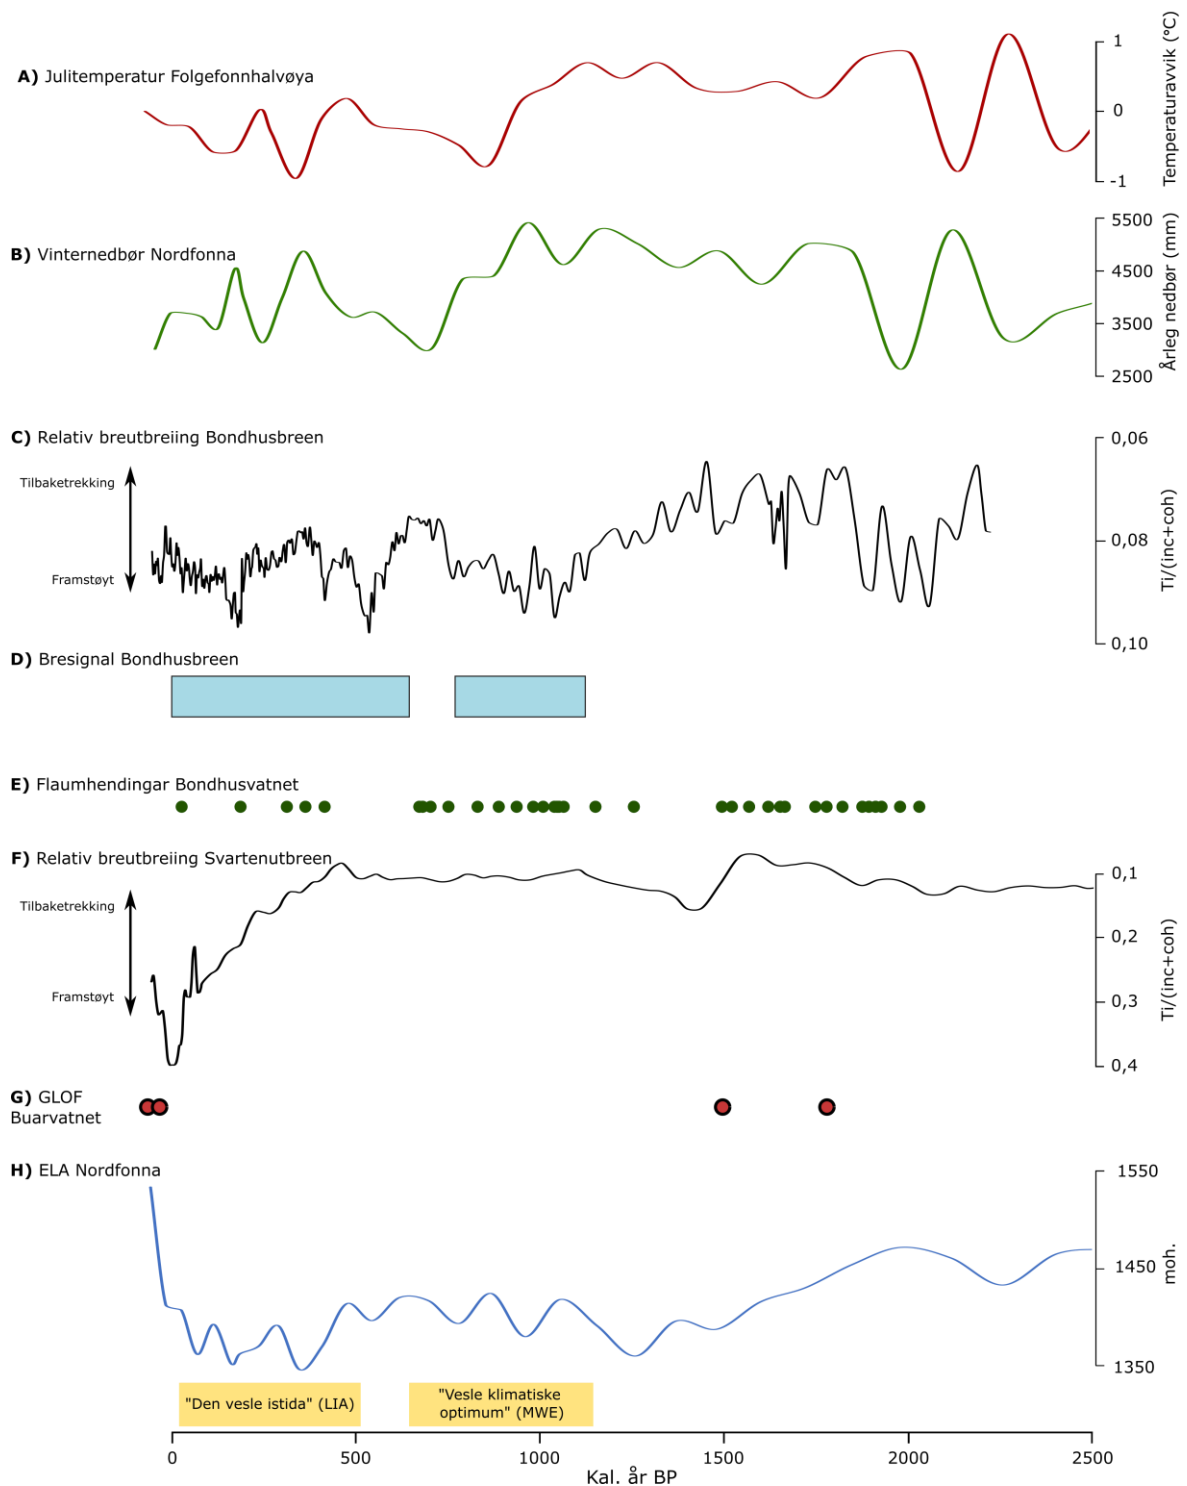 A) Julitemperatur Folgefonnhalvøya
1
0
-1
Temperaturavvik (°C)
B) Vinternedbør Nordfonna
5500
4500
3500
2500
Årleg nedbør (mm)
C) Relativ breutbreiing Bondhusbreen
Tilbaketrekking
Framstøyt
0,06
0,08
0,10
Ti/(inc+coh)
D) Bresignal Bondhusbreen
E) Flaumhendingar Bondhusvatnet
F) Relativ breutbreiing Svartenutbreen
Tilbaketrekking
Framstøyt
0,1
0,2
0,3
0,4
Ti/(inc+coh)
G) GLOF
Buarvatnet
H) ELA Nordfonna
1550
1450
1350
moh.
"Den vesle istida" (LIA)
"Vesle klimatiske
optimum" (MWE)
0 500 1000 1500 2000 2500
Kal. år BP